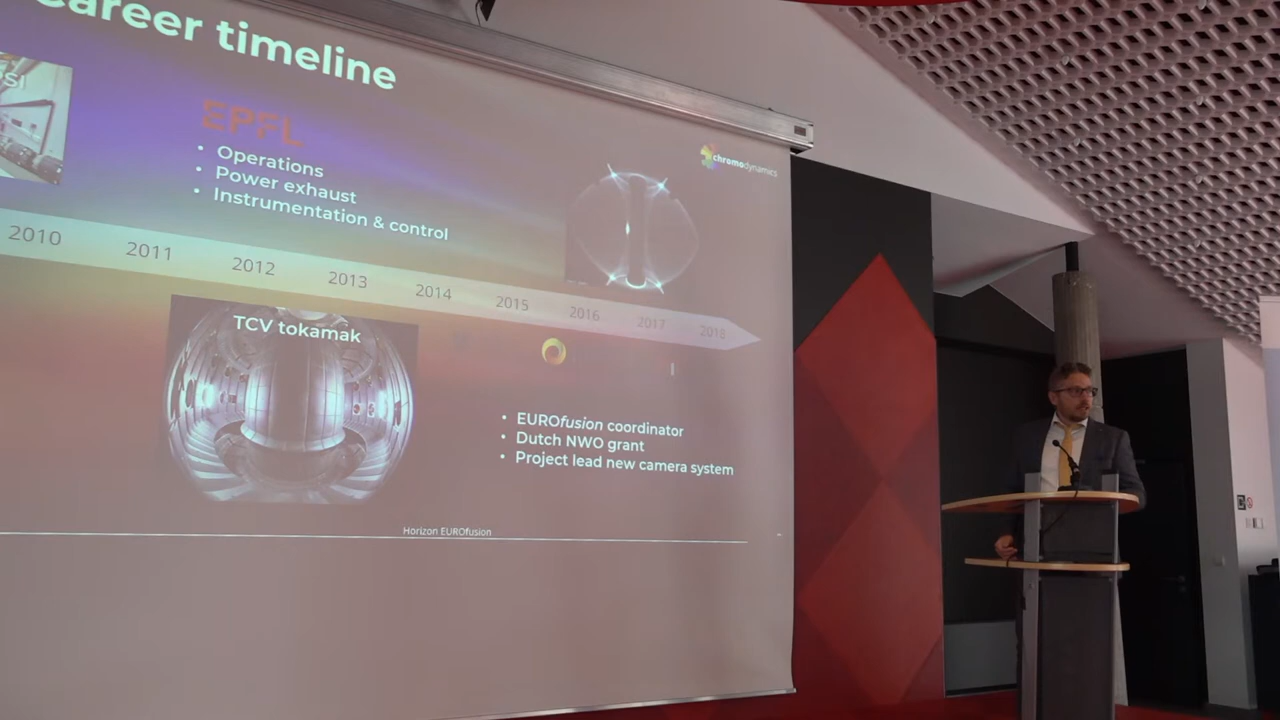 career timeline
PSI
EPFL
• Operations
• Power exhaust
• Instrumentation & control
chromodynamics
2010 2011 2012 2013 2014 2015 2016 2017 2018
TCV tokamak
• EUROfusion coordinator
• Dutch NWO grant
• Project lead new camera system
Horizon EUROfusion